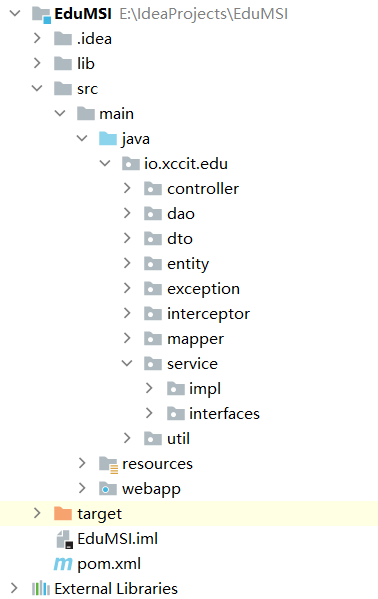 EduMSI E:\IdeaProjects\EduMSI
.idea
lib
src
main
java
io.xccit.edu
controller
dao
dto
entity
exception
interceptor
mapper
service
impl
interfaces
util
resources
webapp
target
EduMSI.iml
pom.xml
External Libraries